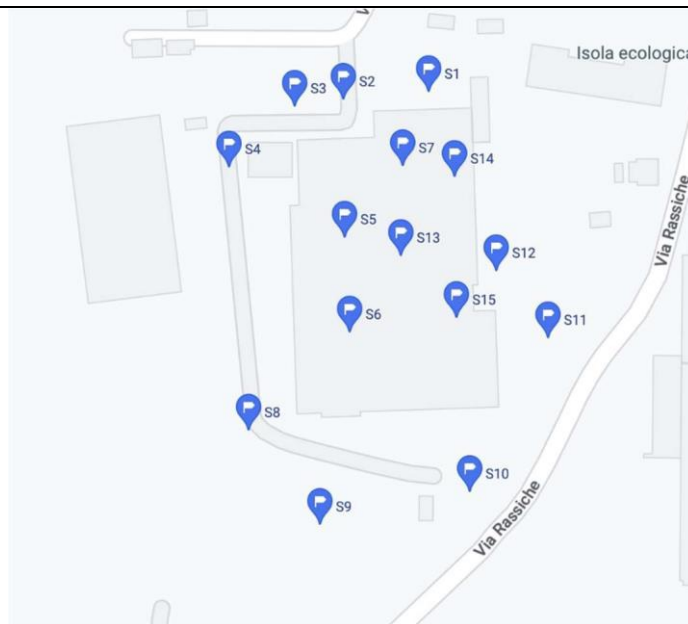 Isola ecologica
S1
S2
S3
S4
S7
S14
Via Rassiche
S5
S13
S12
S15
S6
S11
S8
S10
S9
Via Rassiche